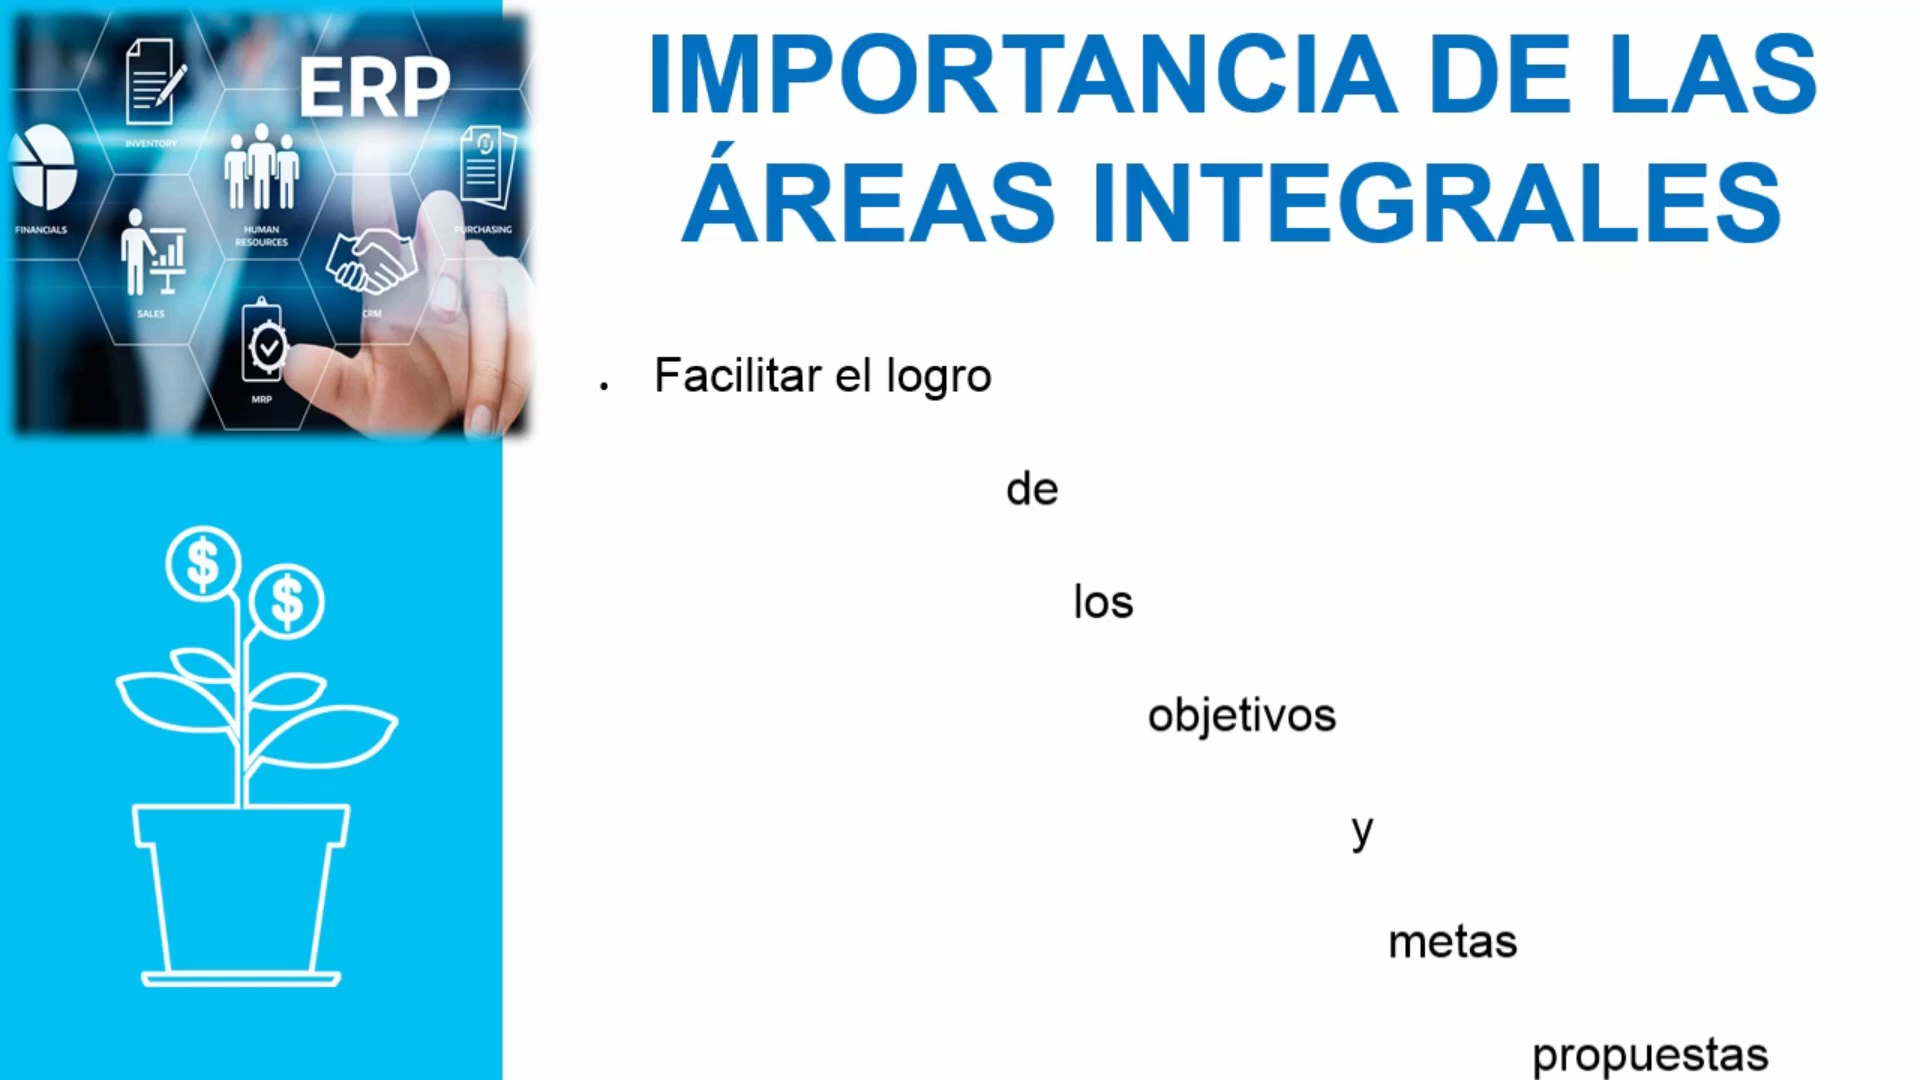 ERP
INVENTORY
FINANCIALS
HUMAN
RESOURCES
PURCHASING
SALES
CRM
MRP
$
$
IMPORTANCIA DE LAS
ÁREAS INTEGRALES
. Facilitar el logro
de
los
objetivos
y
metas
propuestas